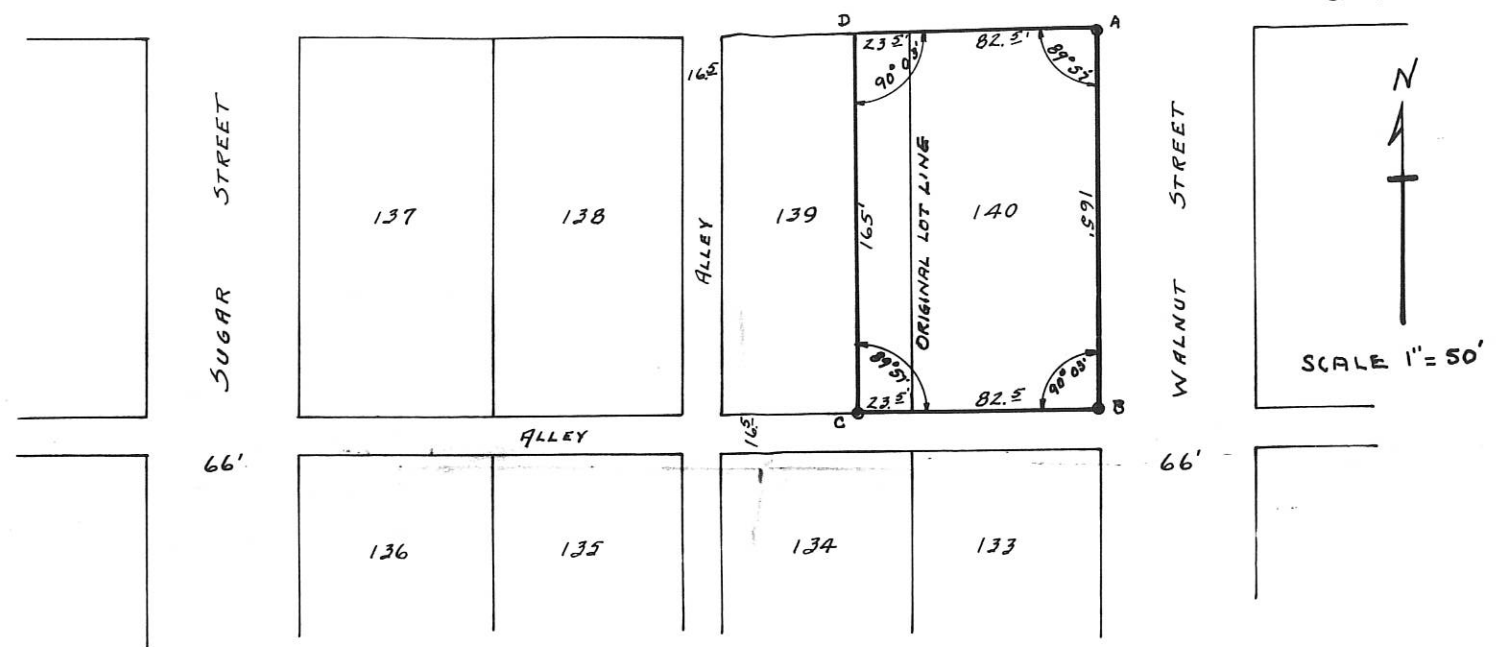 D
A
23.5'
82.5'
90° 03'
89° 57'
16.5
N
SUGAR STREET
137
138
ALLEY
139
165'
ORIGINAL LOT LINE
140
165'
WALNUT STREET
SCALE 1" = 50'
89° 57'
90° 03'
23.5'
82.5
C
B
ALLEY
16.5
66'
66'
136
135
134
133